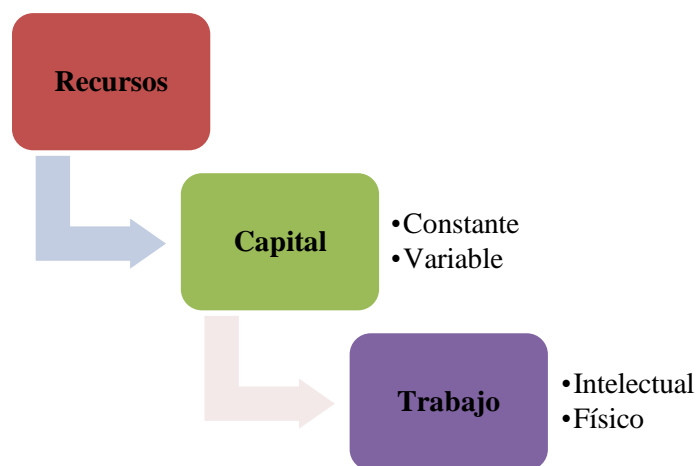 Recursos
Capital
•Constante
•Variable
Trabajo
•Intelectual
•Físico